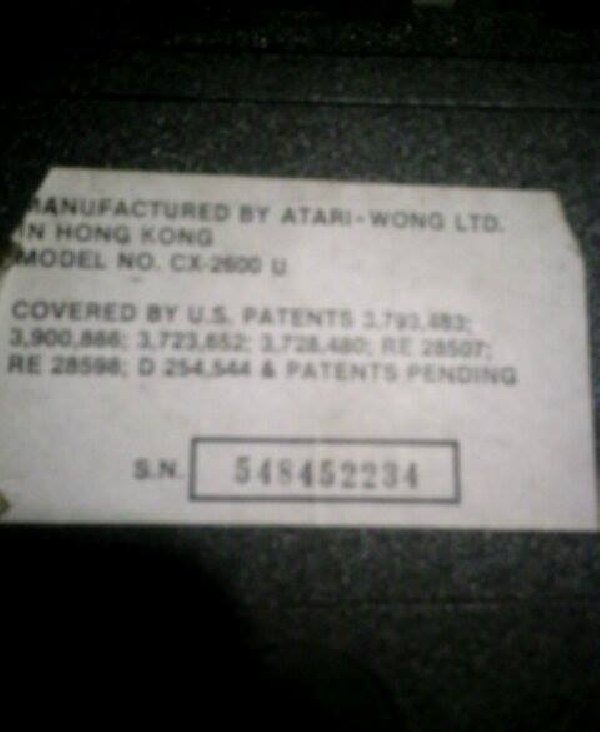 MANUFACTURED BY ATARI-WONG LTD.
IN HONG KONG
MODEL NO. CX-2600 U
COVERED BY U.S. PATENTS 3,793,483;
3,900,886; 3,723,652; 3,728,480; RE 28507;
RE 28598; D 254,544 & PATENTS PENDING
S.N. 548452234